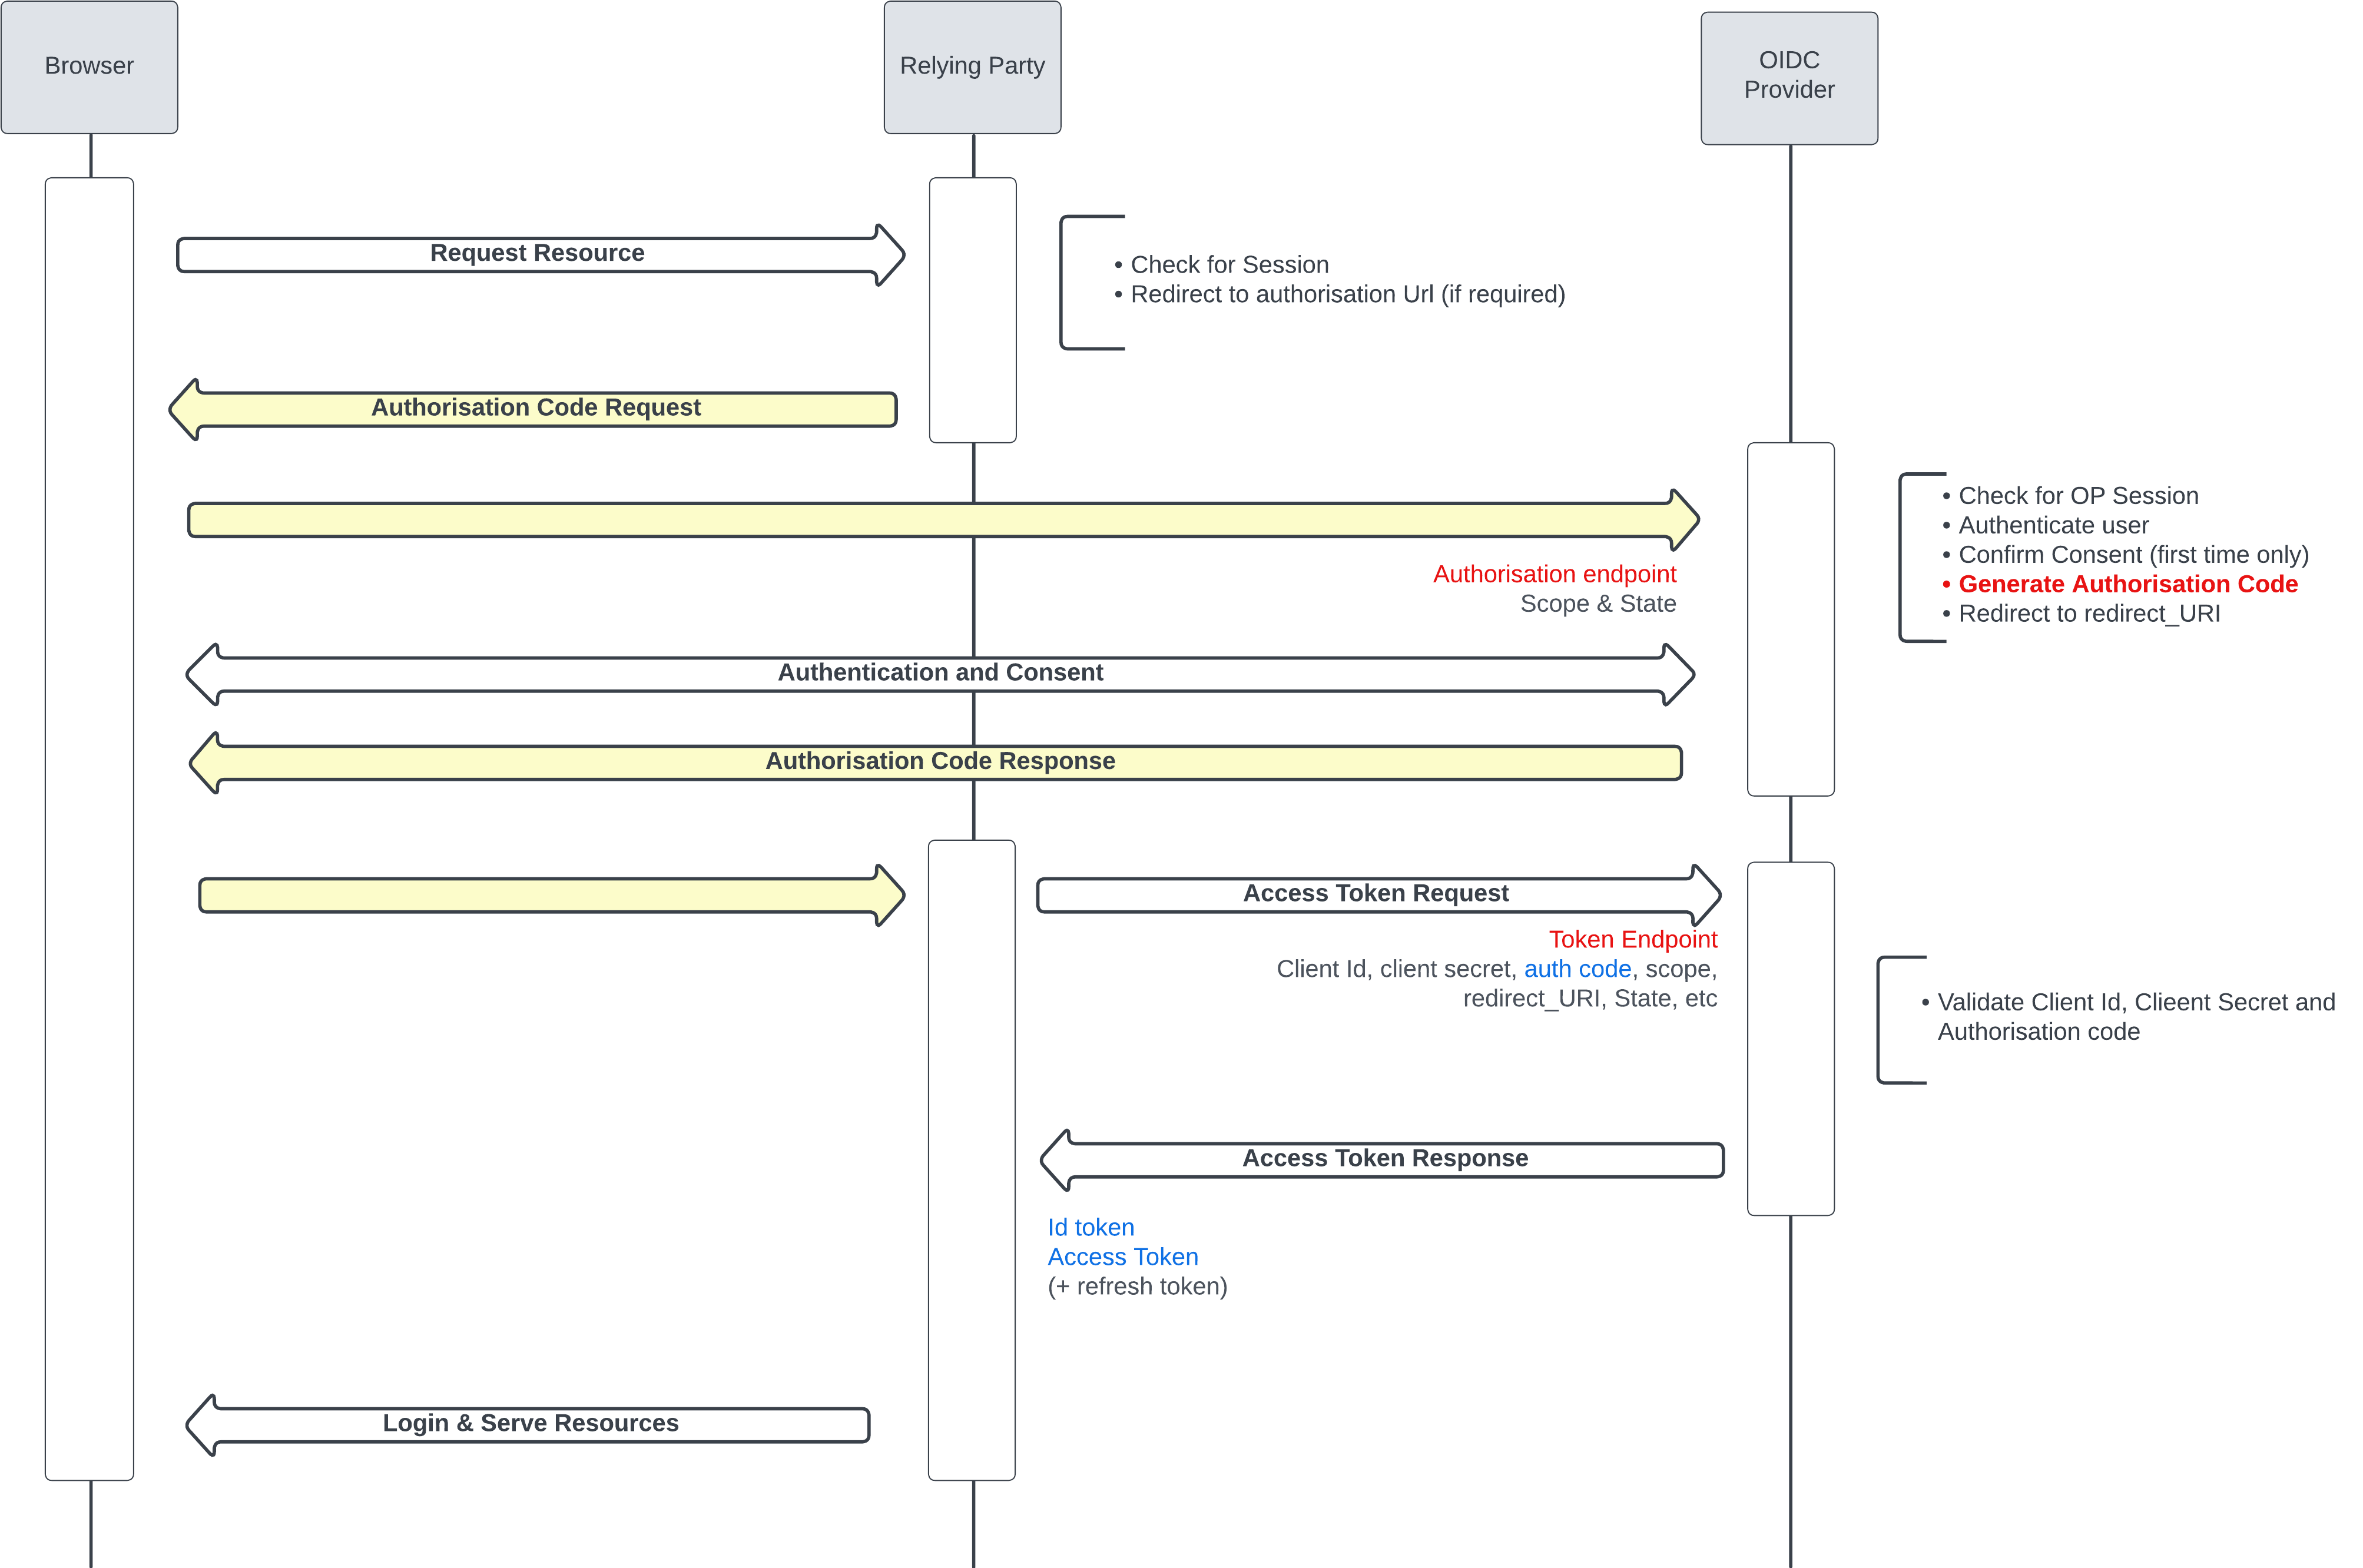 Browser
Relying Party
OIDC
Provider
Request Resource
• Check for Session
• Redirect to authorisation Url (if required)
Authorisation Code Request
• Check for OP Session
• Authenticate user
• Confirm Consent (first time only)
• Generate Authorisation Code
• Redirect to redirect_URI
Authorisation endpoint
Scope & State
Authentication and Consent
Authorisation Code Response
Access Token Request
Token Endpoint
Client Id, client secret, auth code, scope,
redirect_URI, State, etc
• Validate Client Id, Clieent Secret and
Authorisation code
Access Token Response
Id token
Access Token
(+ refresh token)
Login & Serve Resources